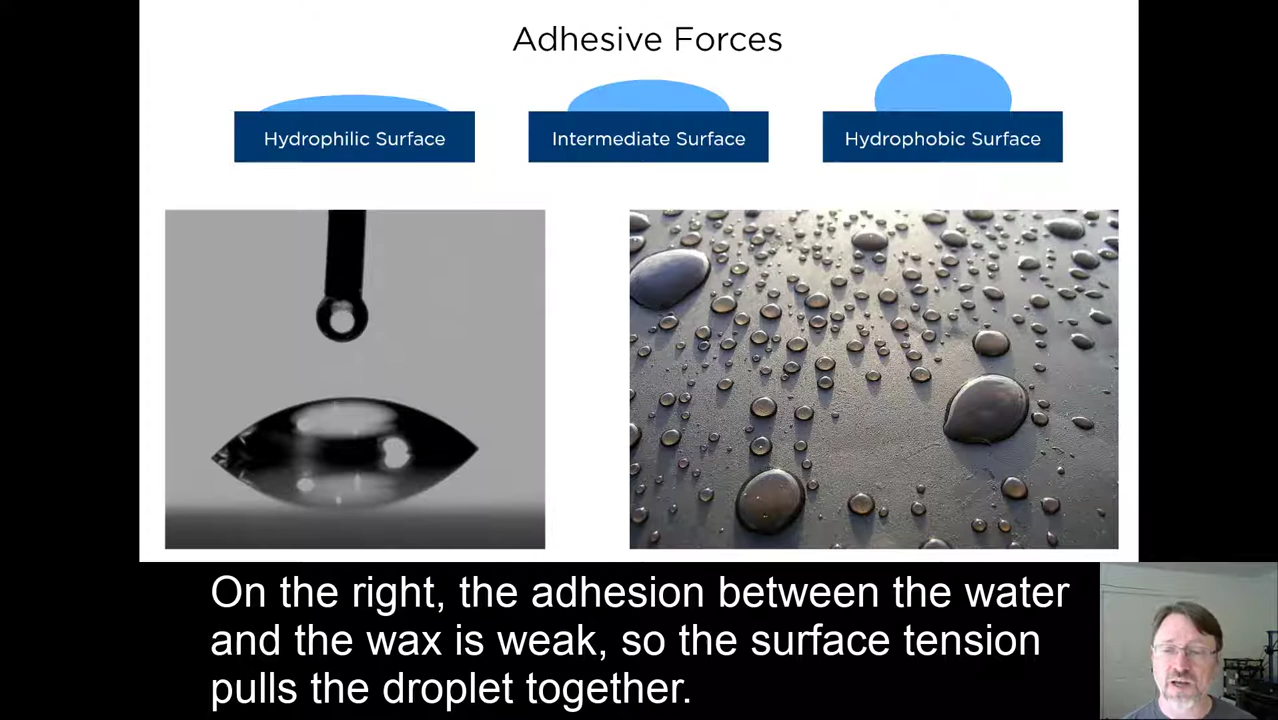 Adhesive Forces
Hydrophilic Surface
Intermediate Surface
Hydrophobic Surface
On the right, the adhesion between the water
and the wax is weak, so the surface tension
pulls the droplet together.